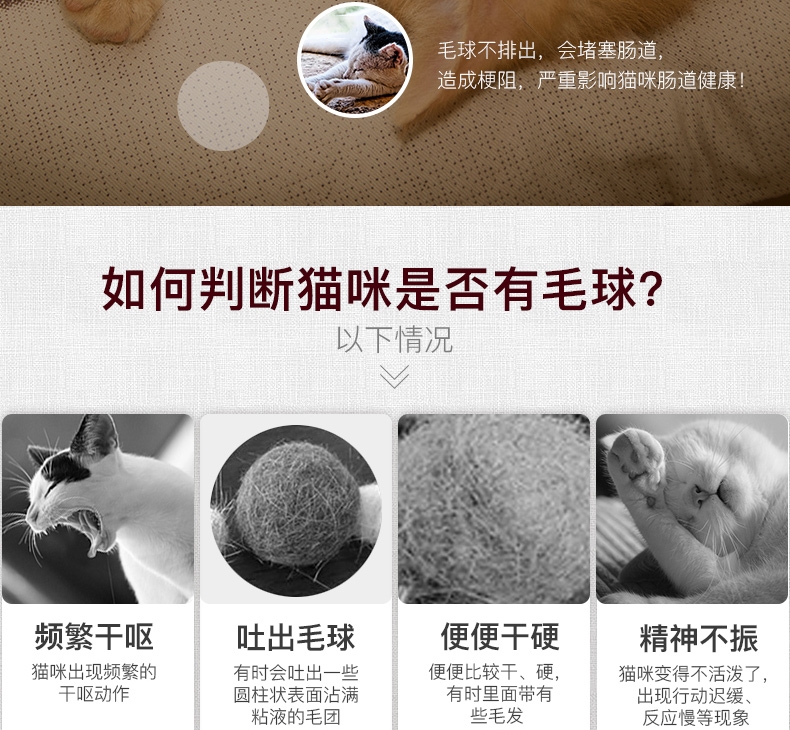 毛球不排出，会堵塞肠道，
造成梗阻，严重影响猫咪肠道健康！
如何判断猫咪是否有毛球？
以下情况
频繁干呕
猫咪出现频繁的
干呕动作
吐出毛球
有时会吐出一些
圆柱状表面沾满
粘液的毛团
便便干硬
便便比较干、硬，
有时里面带有
些毛发
精神不振
猫咪变得不活泼了，
出现行动迟缓、
反应慢等现象